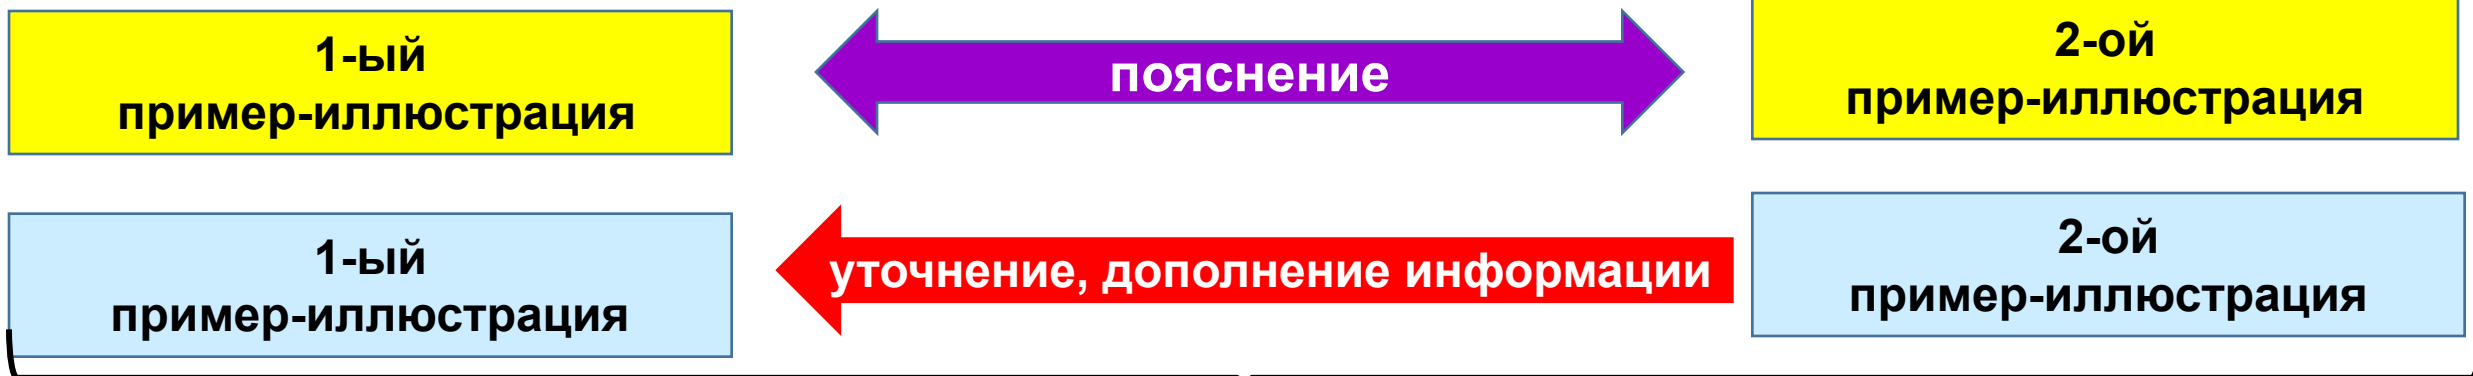 1-ый
пример-иллюстрация
пояснение
2-ой
пример-иллюстрация
1-ый
пример-иллюстрация
уточнение, дополнение информации
2-ой
пример-иллюстрация